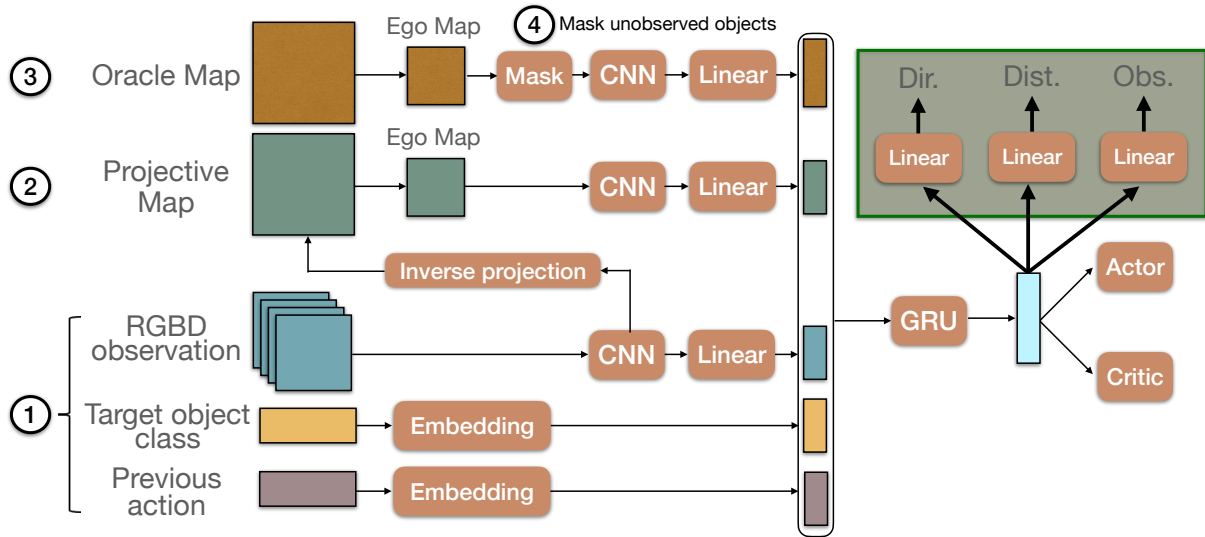 4 Mask unobserved objects
Ego Map
3 Oracle Map
Mask
CNN
Linear
Dir.
Dist.
Obs.
Linear
Linear
Linear
Ego Map
2 Projective
Map
CNN
Linear
Inverse projection
RGBD
observation
CNN
Linear
GRU
Actor
Critic
1
Target object
class
Embedding
Previous
action
Embedding